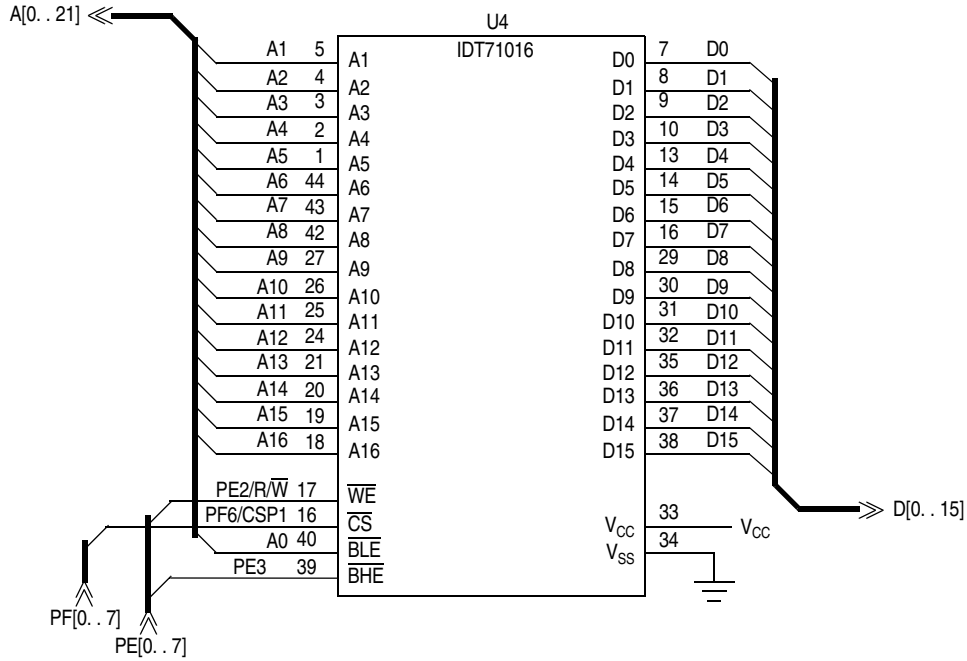 A[0. . 21]
U4
IDT71016
A1 5 A1 D0 7 D0
A2 4 A2 D1 8 D1
A3 3 A3 D2 9 D2
A4 2 A4 D3 10 D3
A5 1 A5 D4 13 D4
A6 44 A6 D5 14 D5
A7 43 A7 D6 15 D6
A8 42 A8 D7 16 D7
A9 27 A9 D8 29 D8
A10 26 A10 D9 30 D9
A11 25 A11 D10 31 D10
A12 24 A12 D11 32 D11
A13 21 A13 D12 35 D12
A14 20 A14 D13 36 D13
A15 19 A15 D14 37 D14
A16 18 A16 D15 38 D15
PE2/R/W̅ 17 W̅E̅
PF6/CSP1 16 C̅S̅ VCC 33 VCC
A0 40 B̅L̅E̅ VSS 34
PE3 39 B̅H̅E̅
D[0. . 15]
PF[0. . 7]
PE[0. . 7]